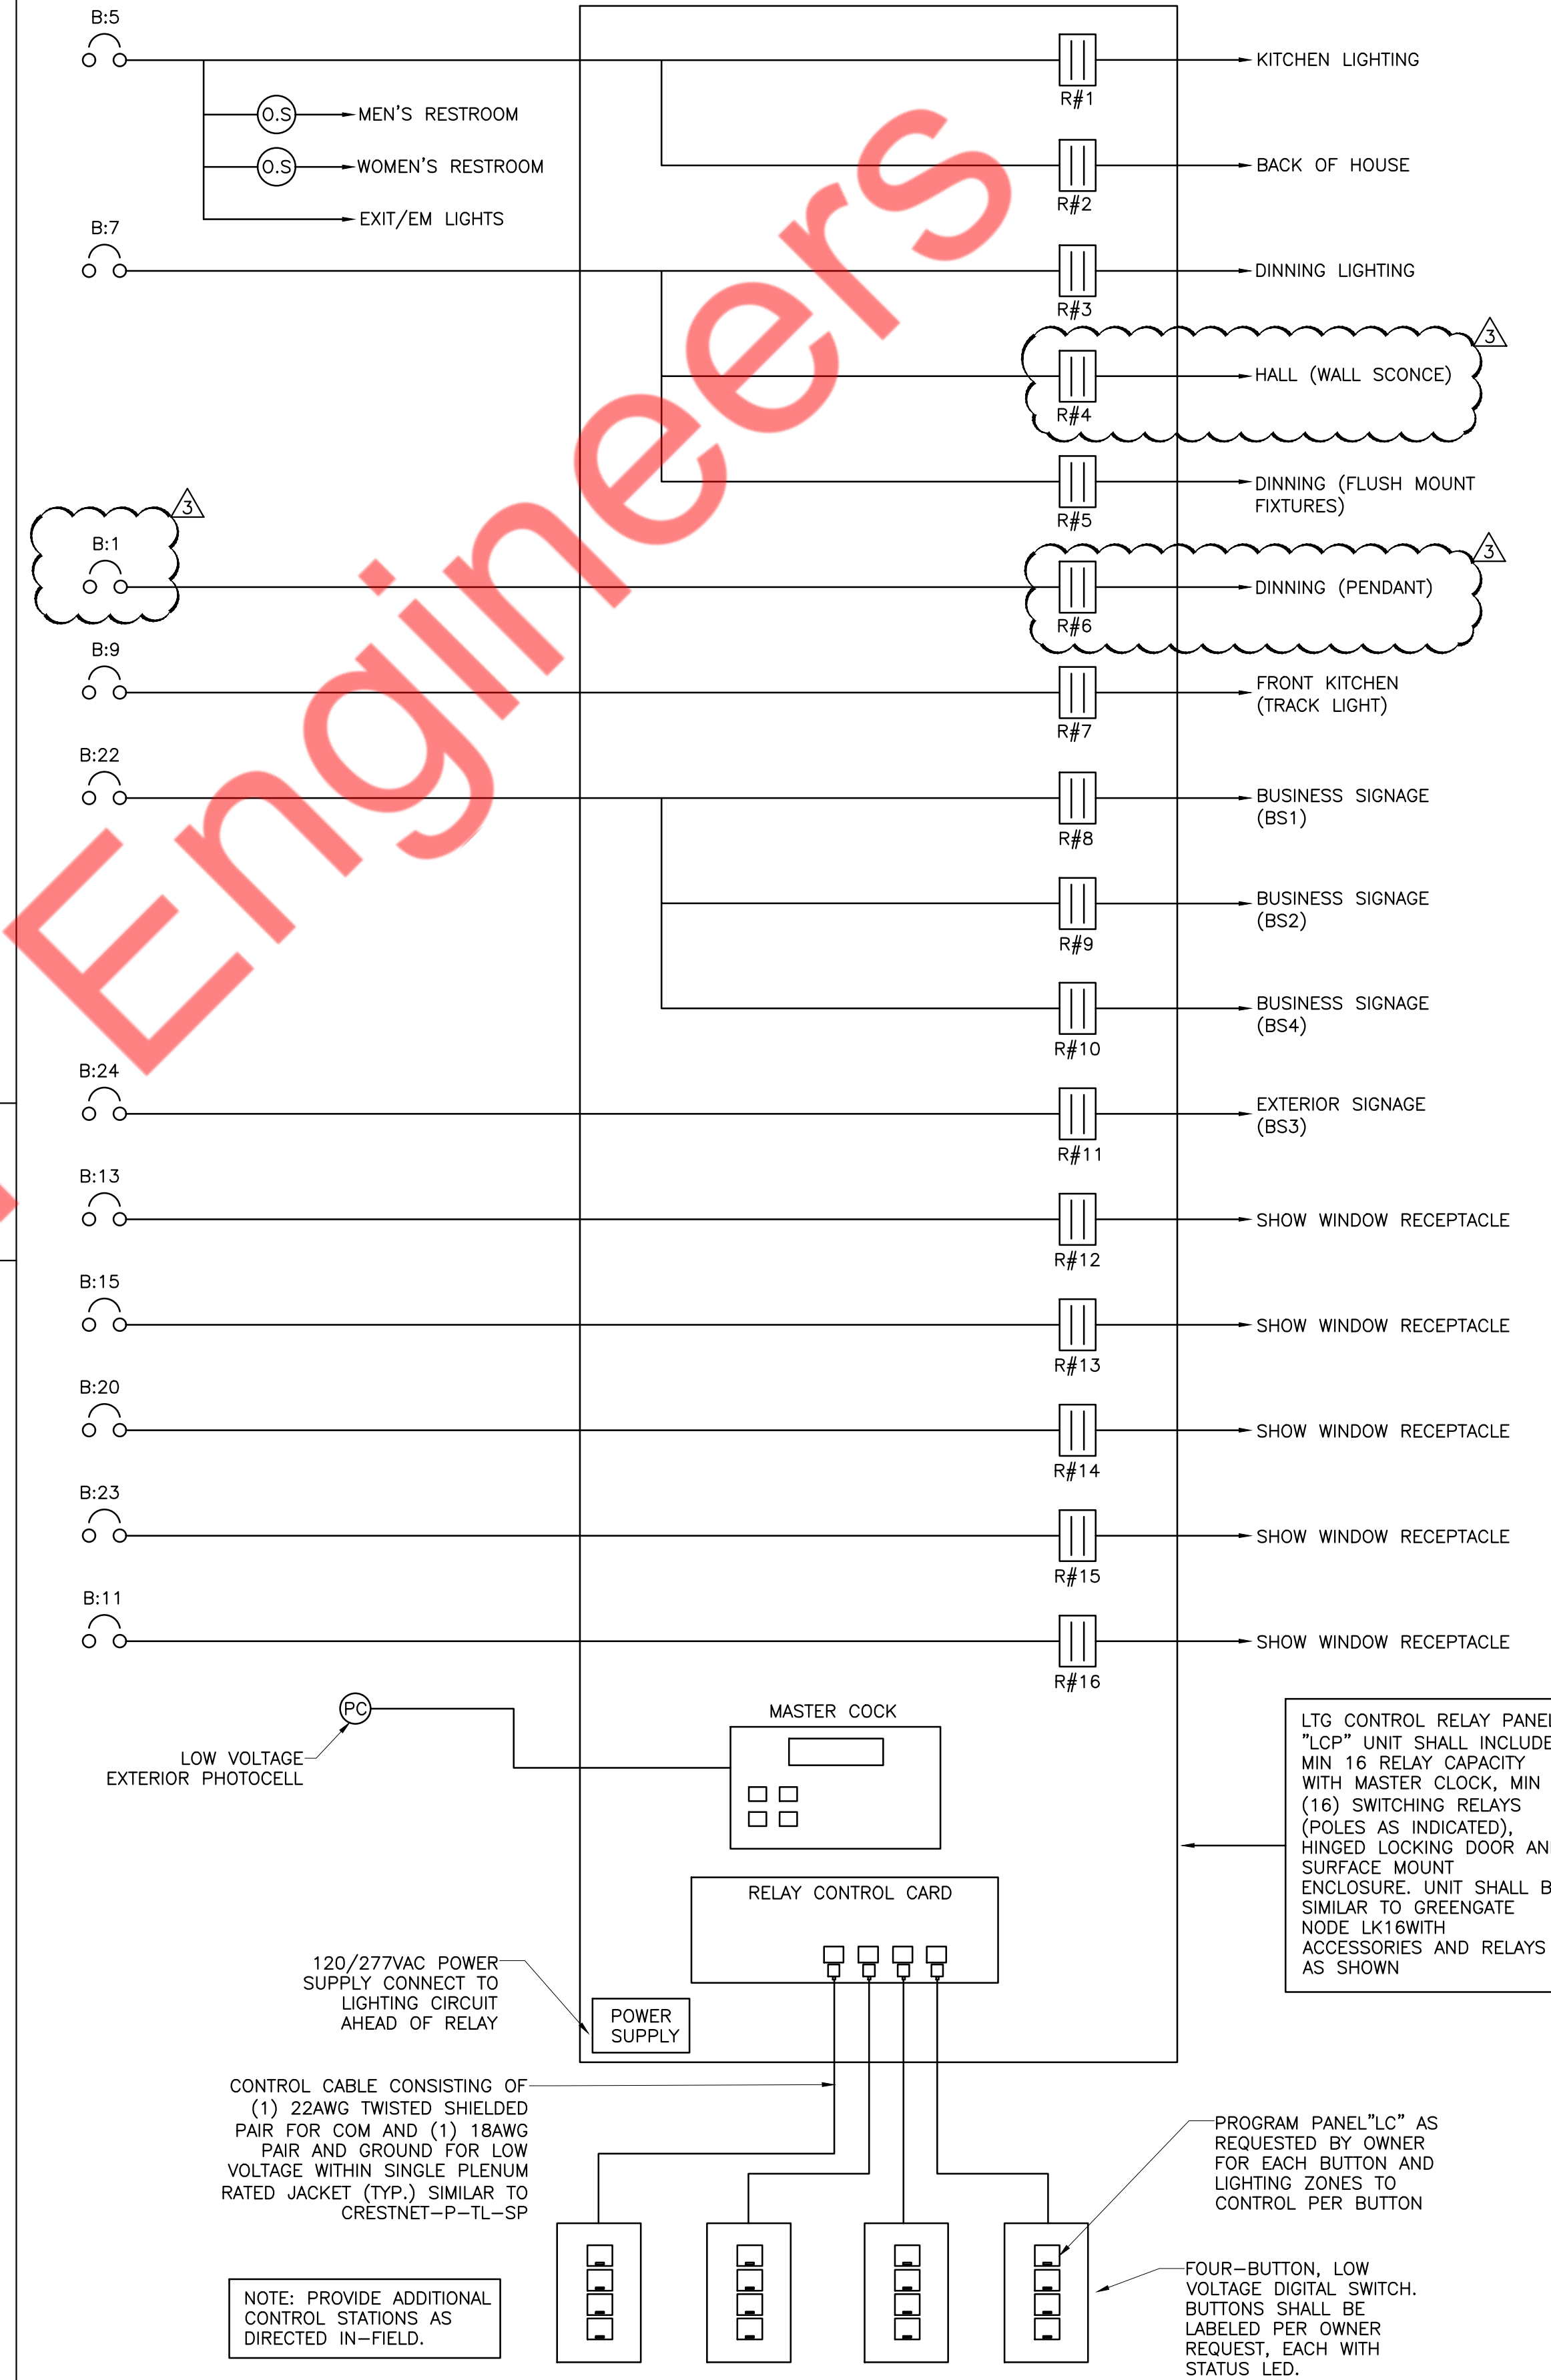 B:5
KITCHEN LIGHTING
R#1
O.S
MEN'S RESTROOM
O.S
WOMEN'S RESTROOM
BACK OF HOUSE
R#2
EXIT/EM LIGHTS
B:7
DINNING LIGHTING
R#3
3
HALL (WALL SCONCE)
R#4
DINNING (FLUSH MOUNT
FIXTURES)
R#5
3
B:1
3
DINNING (PENDANT)
R#6
B:9
FRONT KITCHEN
(TRACK LIGHT)
R#7
B:22
BUSINESS SIGNAGE
(BS1)
R#8
BUSINESS SIGNAGE
(BS2)
R#9
BUSINESS SIGNAGE
(BS4)
R#10
B:24
EXTERIOR SIGNAGE
(BS3)
R#11
B:13
SHOW WINDOW RECEPTACLE
R#12
B:15
SHOW WINDOW RECEPTACLE
R#13
B:20
SHOW WINDOW RECEPTACLE
R#14
B:23
SHOW WINDOW RECEPTACLE
R#15
B:11
SHOW WINDOW RECEPTACLE
R#16
PC
LOW VOLTAGE
EXTERIOR PHOTOCELL
MASTER COCK
LTG CONTROL RELAY PANEL
"LCP" UNIT SHALL INCLUDE
MIN 16 RELAY CAPACITY
WITH MASTER CLOCK, MIN
(16) SWITCHING RELAYS
(POLES AS INDICATED),
HINGED LOCKING DOOR
SURFACE MOUNT
ENCLOSURE. UNIT SHALL
SIMILAR TO GREENGATE
NODE LK16WITH
ACCESSORIES AND RELAYS
AS SHOWN
RELAY CONTROL CARD
120/277VAC POWER
SUPPLY CONNECT TO
LIGHTING CIRCUIT
AHEAD OF RELAY
POWER
SUPPLY
CONTROL CABLE CONSISTING OF
(1) 22AWG TWISTED SHIELDED
PAIR FOR COM AND (1) 18AWG
PAIR AND GROUND FOR LOW
VOLTAGE WITHIN SINGLE PLENUM
RATED JACKET (TYP.) SIMILAR TO
CRESTNET-P-TL-SP
PROGRAM PANEL"LC" AS
REQUESTED BY OWNER
FOR EACH BUTTON AND
LIGHTING ZONES TO
CONTROL PER BUTTON
NOTE: PROVIDE ADDITIONAL
CONTROL STATIONS AS
DIRECTED IN-FIELD.
FOUR-BUTTON, LOW
VOLTAGE DIGITAL SWITCH.
BUTTONS SHALL BE
LABELED PER OWNER
REQUEST, EACH WITH
STATUS LED.
Engineers